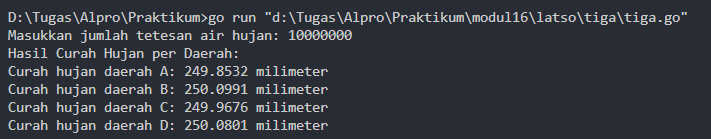 D:\Tugas\Alpro\Praktikum>go run "d:\Tugas\Alpro\Praktikum\modul16\latso\tiga\tiga.go"
Masukkan jumlah tetesan air hujan: 10000000
Hasil Curah Hujan per Daerah:
Curah hujan daerah A: 249.8532 milimeter
Curah hujan daerah B: 250.0991 milimeter
Curah hujan daerah C: 249.9676 milimeter
Curah hujan daerah D: 250.0801 milimeter